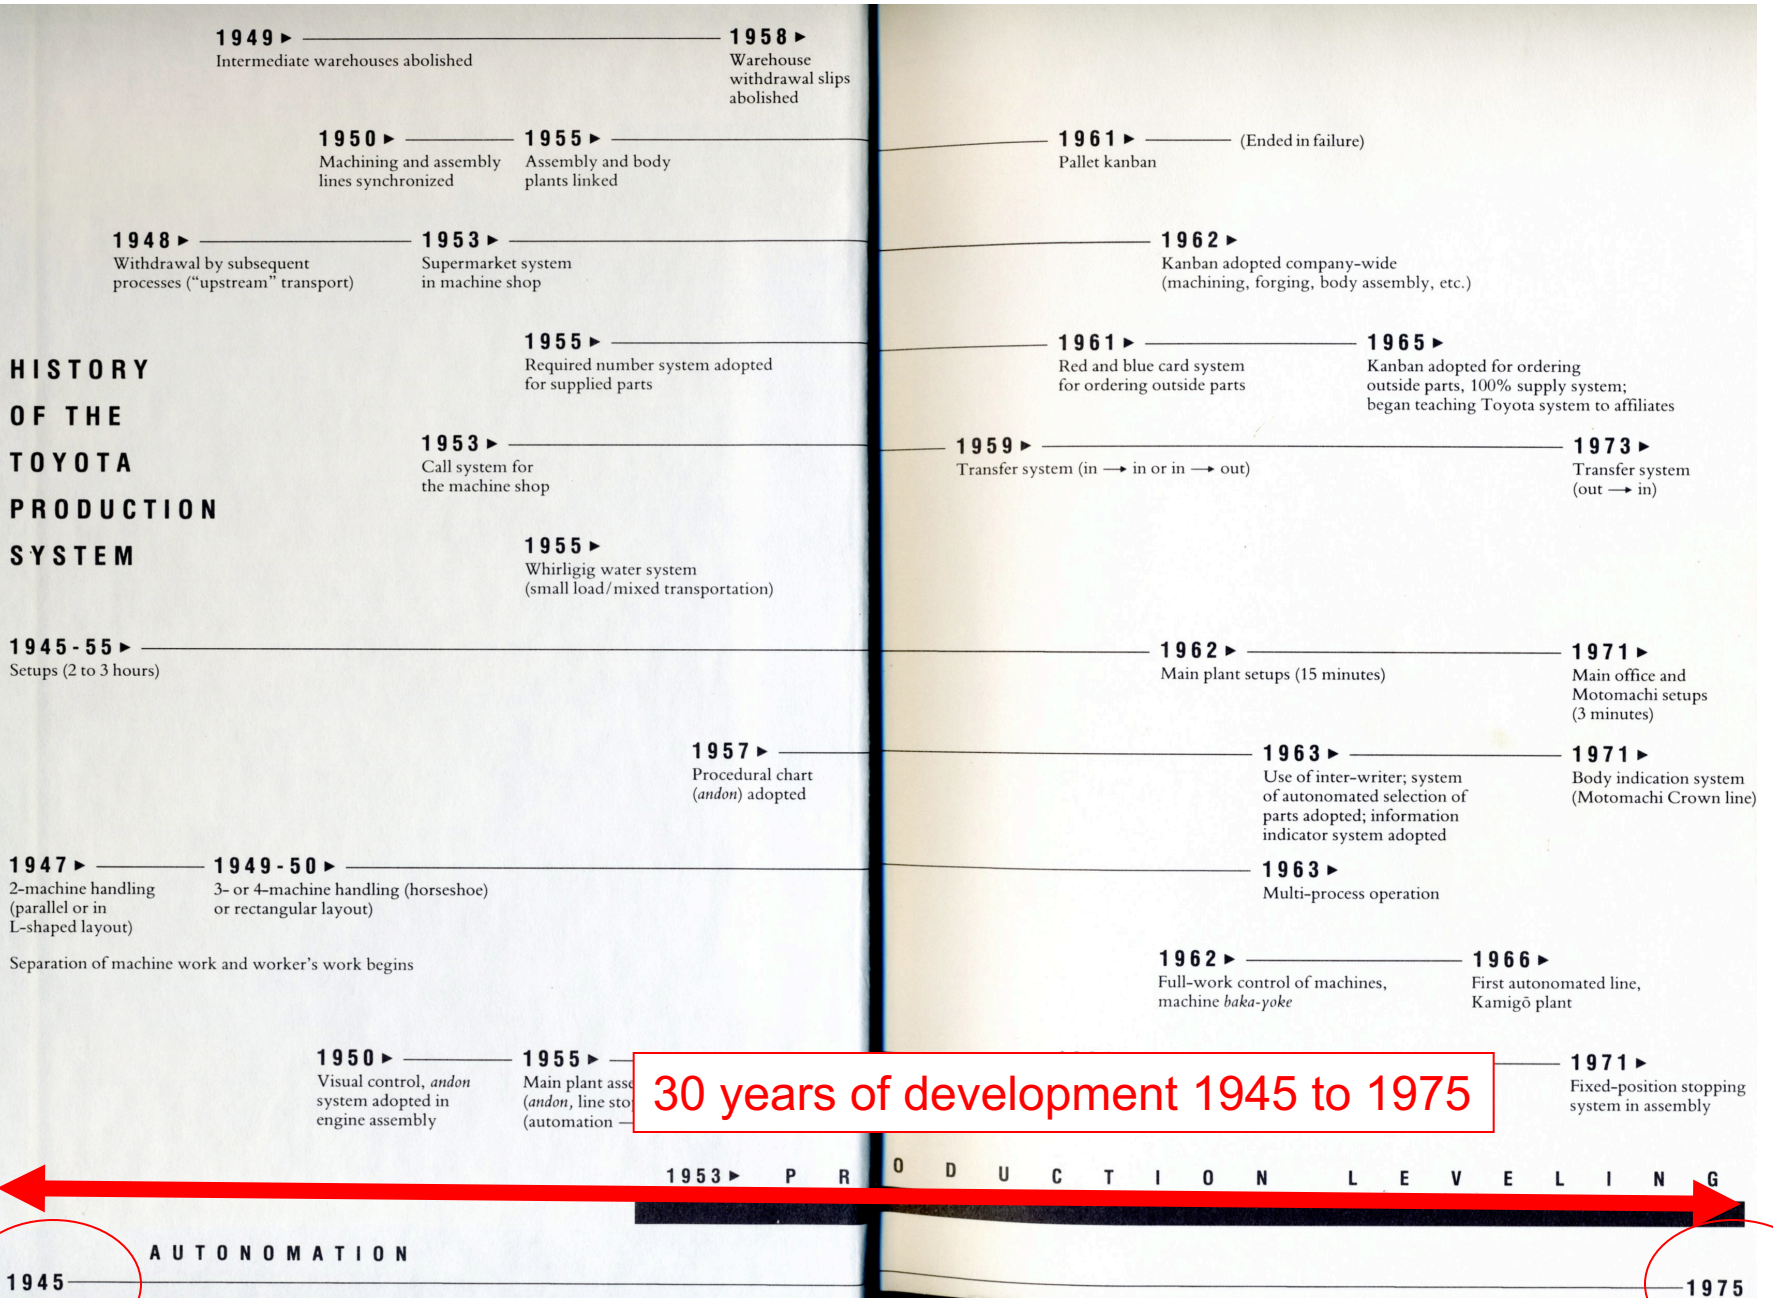 1949 ► 1958 ►
Intermediate warehouses abolished
Warehouse
withdrawal slips
abolished
1950 ► 1955 ► 1961 ► (Ended in failure)
Machining and assembly
lines synchronized
Assembly and body
plants linked
Pallet kanban
1948 ► 1953 ► 1962 ►
Withdrawal by subsequent
processes (“upstream” transport)
Supermarket system
in machine shop
Kanban adopted company-wide
(machining, forging, body assembly, etc.)
1955 ► 1961 ► 1965 ►
Required number system adopted
for supplied parts
Red and blue card system
for ordering outside parts
Kanban adopted for ordering
outside parts, 100% supply system;
began teaching Toyota system to affiliates
HISTORY
OF THE
TOYOTA
PRODUCTION
SYSTEM
1953 ► 1959 ► 1973 ►
Call system for
the machine shop
Transfer system (in → in or in → out)
Transfer system
(out → in)
1955 ►
Whirligig water system
(small load/mixed transportation)
1945-55 ► 1962 ► 1971 ►
Setups (2 to 3 hours)
Main plant setups (15 minutes)
Main office and
Motomachi setups
(3 minutes)
1957 ► 1963 ► 1971 ►
Procedural chart
(andon) adopted
Use of inter-writer; system
of autonomated selection of
parts adopted; information
indicator system adopted
Body indication system
(Motomachi Crown line)
1947 ► 1949-50 ► 1963 ►
2-machine handling
(parallel or in
L-shaped layout)
3- or 4-machine handling (horseshoe)
or rectangular layout)
Multi-process operation
Separation of machine work and worker's work begins
1962 ► 1966 ►
Full-work control of machines,
machine baka-yoke
First autonomated line,
Kamigō plant
1950 ► 1955 ► 1971 ►
Visual control, andon
system adopted in
engine assembly
Main plant
(andon, line
(automation —
Fixed-position stopping
system in assembly
30 years of development 1945 to 1975
1953 ► PRODUCTION LEVELING
AUTONOMATION
1945 1975